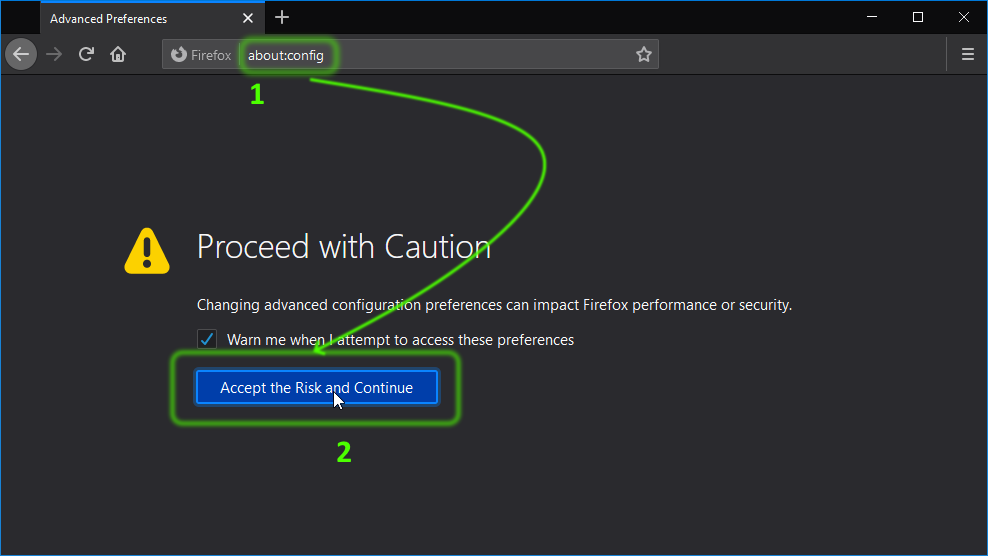 Advanced Preferences
Firefox about:config
1
Proceed with Caution
Changing advanced configuration preferences can impact Firefox performance or security.
Warn me when I attempt to access these preferences
Accept the Risk and Continue
2